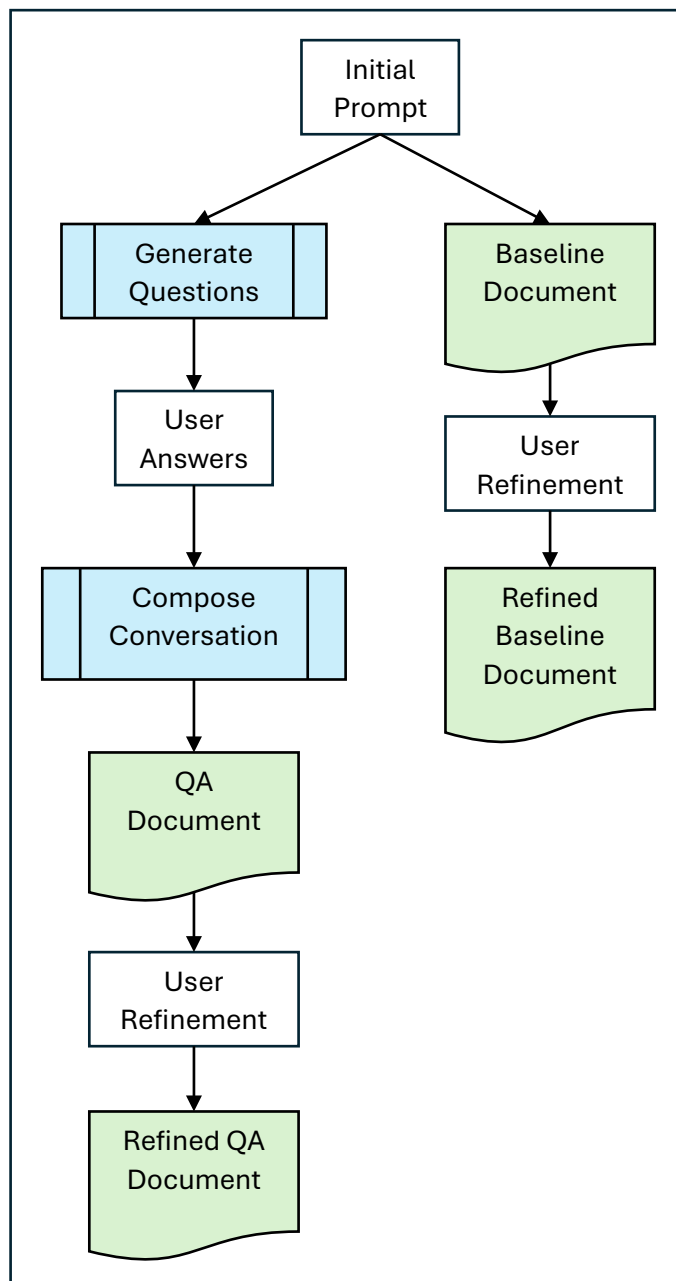 Initial
Prompt
Generate
Questions
User
Answers
Compose
Conversation
QA
Document
User
Refinement
Refined QA
Document
Baseline
Document
User
Refinement
Refined
Baseline
Document